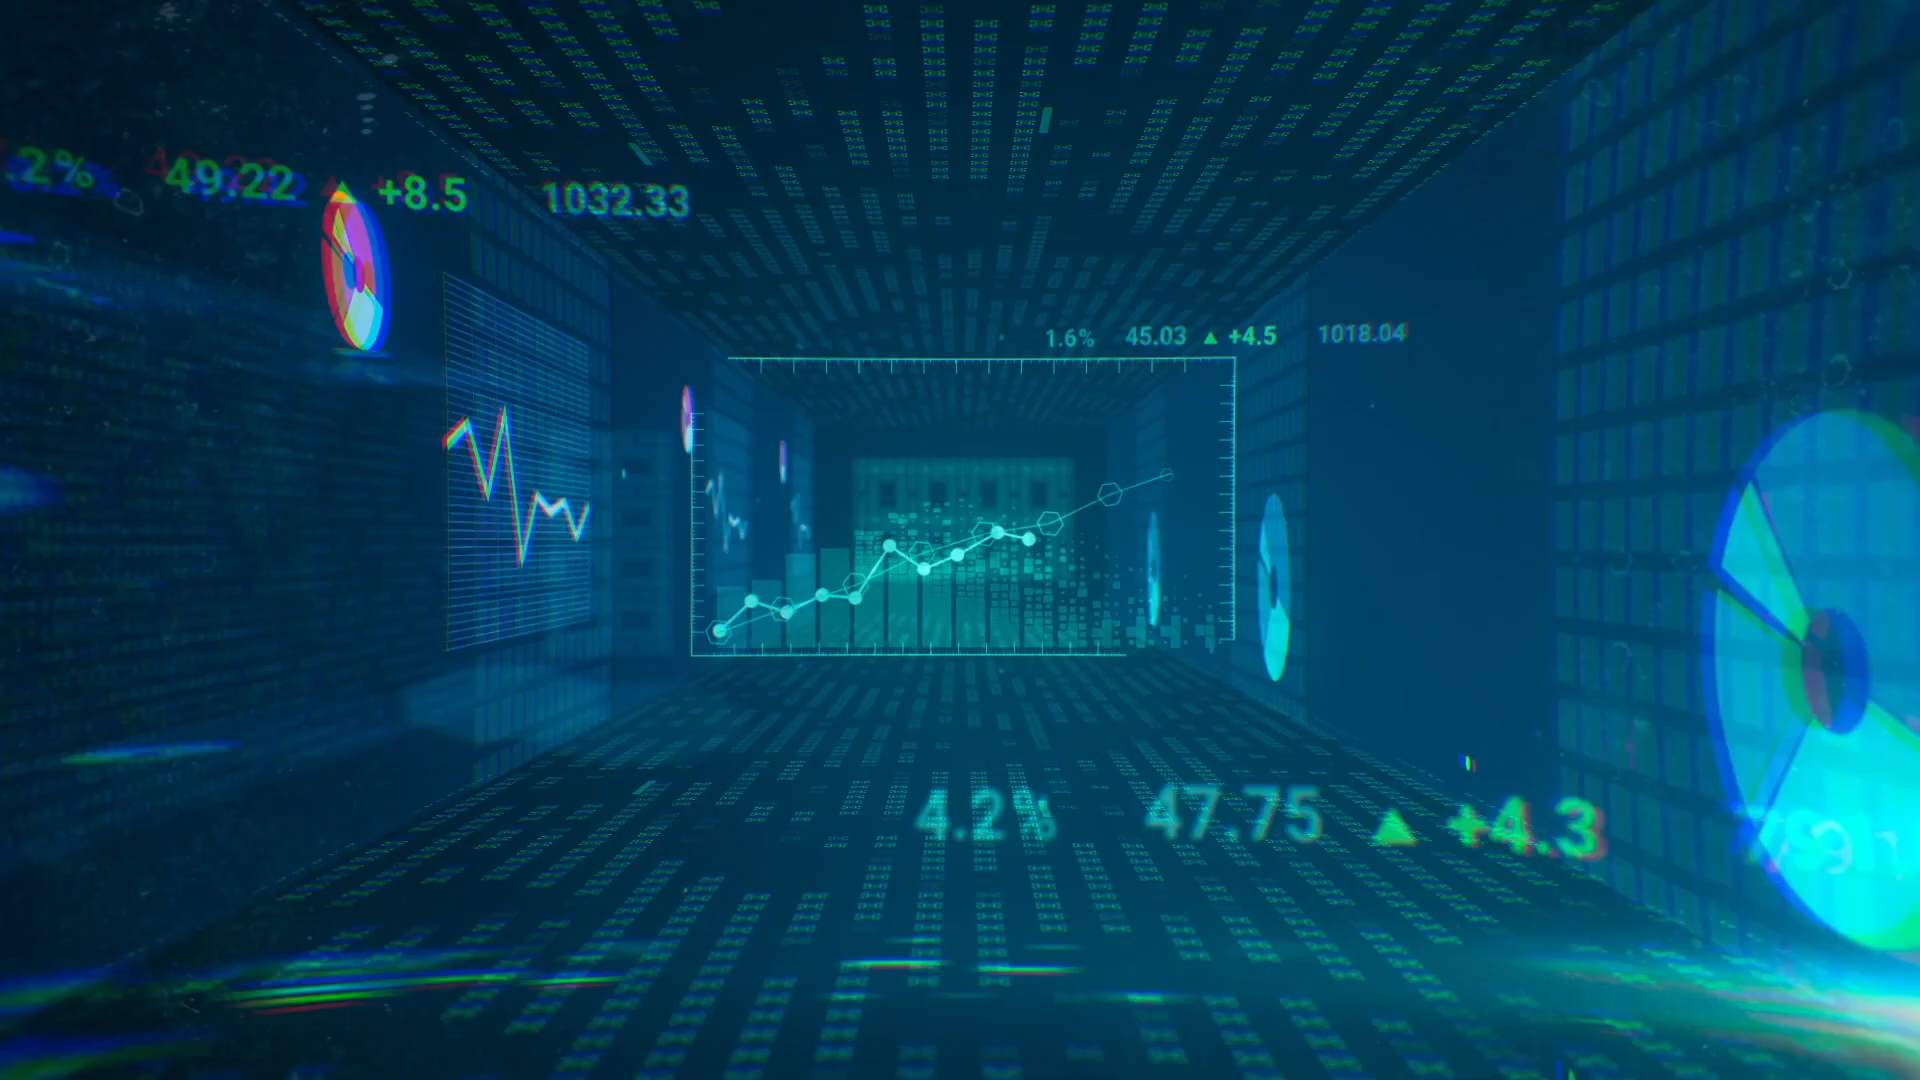 .2% 49.22 ▲ +8.5 1032.33
1.6% 45.03 ▲ +4.5 1018.04
4.2% 47.75 ▲ +4.3